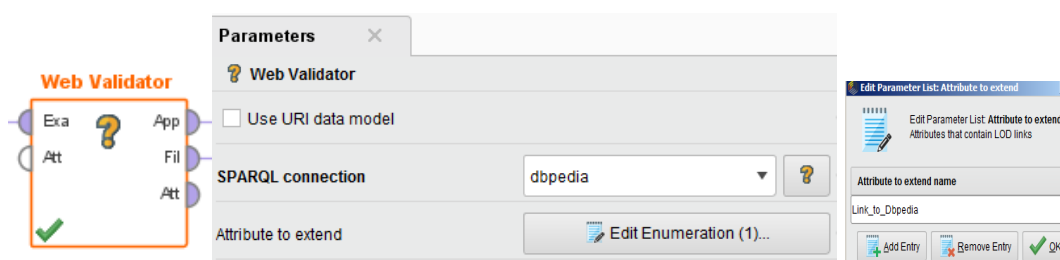 Web Validator
Exa
App
Att
Fil
Att
Parameters
Web Validator
Use URI data model
SPARQL connection
dbpedia
Attribute to extend
Edit Enumeration (1)...
Edit Parameter List: Attribute to extend
Edit Parameter List: Attribute to extend
Attributes that contain LOD links
Attribute to extend name
Link_to_Dbpedia
Add Entry
Remove Entry
OK